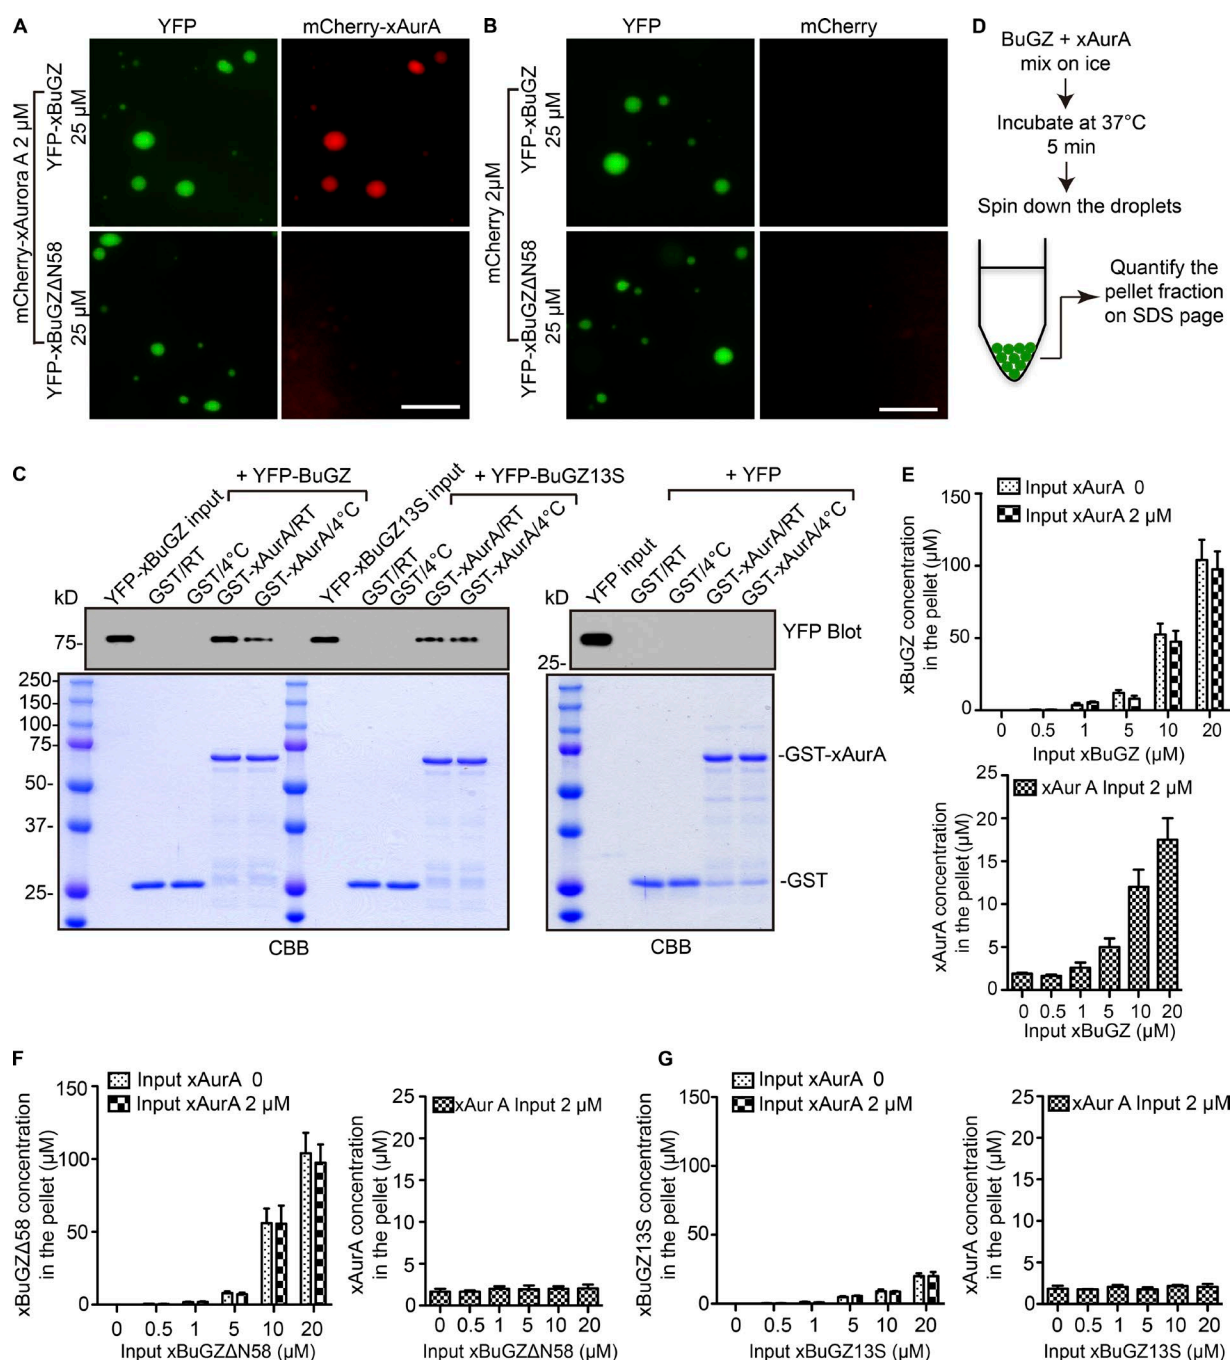 A
YFP
mCherry-xAurA
mCherry-xAurora A 2 µM
YFP-xBuGZ
25 µM
YFP-xBuGZΔN58
25 µM
B
YFP
mCherry
mCherry 2µM
YFP-xBuGZ
25 µM
YFP-xBuGZΔN58
25 µM
D
BuGZ + xAurA
mix on ice
Incubate at 37°C
5 min
Spin down the droplets
Quantify the
pellet fraction
on SDS page
C
+ YFP-BuGZ
+ YFP-BuGZ13S
+ YFP
kD
YFP-xBuGZ input
GST/RT
GST/4°C
GST-xAurA/RT
GST-xAurA/4°C
YFP-xBuGZ13S input
GST/RT
GST/4°C
GST-xAurA/RT
GST-xAurA/4°C
kD
YFP input
GST/RT
GST/4°C
GST-xAurA/RT
GST-xAurA/4°C
75-
25-
YFP Blot
250-
150-
100-
75-
50-
37-
25-
-GST-xAurA
-GST
CBB
CBB
E
Input xAurA 0
Input xAurA 2 µM
xBuGZ concentration
in the pellet (µM)
150
100
50
0
0 0.5 1 5 10 20
Input xBuGZ (µM)
xAur A Input 2 µM
xAurA concentration
in the pellet (µM)
25
20
15
10
5
0
0 0.5 1 5 10 20
Input xBuGZ (µM)
F
Input xAurA 0
Input xAurA 2 µM
xBuGZΔ58 concentration
in the pellet (µM)
150
100
50
0
0 0.5 1 5 10 20
Input xBuGZΔN58 (µM)
xAur A Input 2 µM
xAurA concentration
in the pellet (µM)
25
20
15
10
5
0
0 0.5 1 5 10 20
Input xBuGZΔN58 (µM)
G
Input xAurA 0
Input xAurA 2 µM
xBuGZ13S concentration
in the pellet (µM)
150
100
50
0
0 0.5 1 5 10 20
Input xBuGZ13S (µM)
xAur A Input 2 µM
xAurA concentration
in the pellet (µM)
25
20
15
10
5
0
0 0.5 1 5 10 20
Input xBuGZ13S (µM)